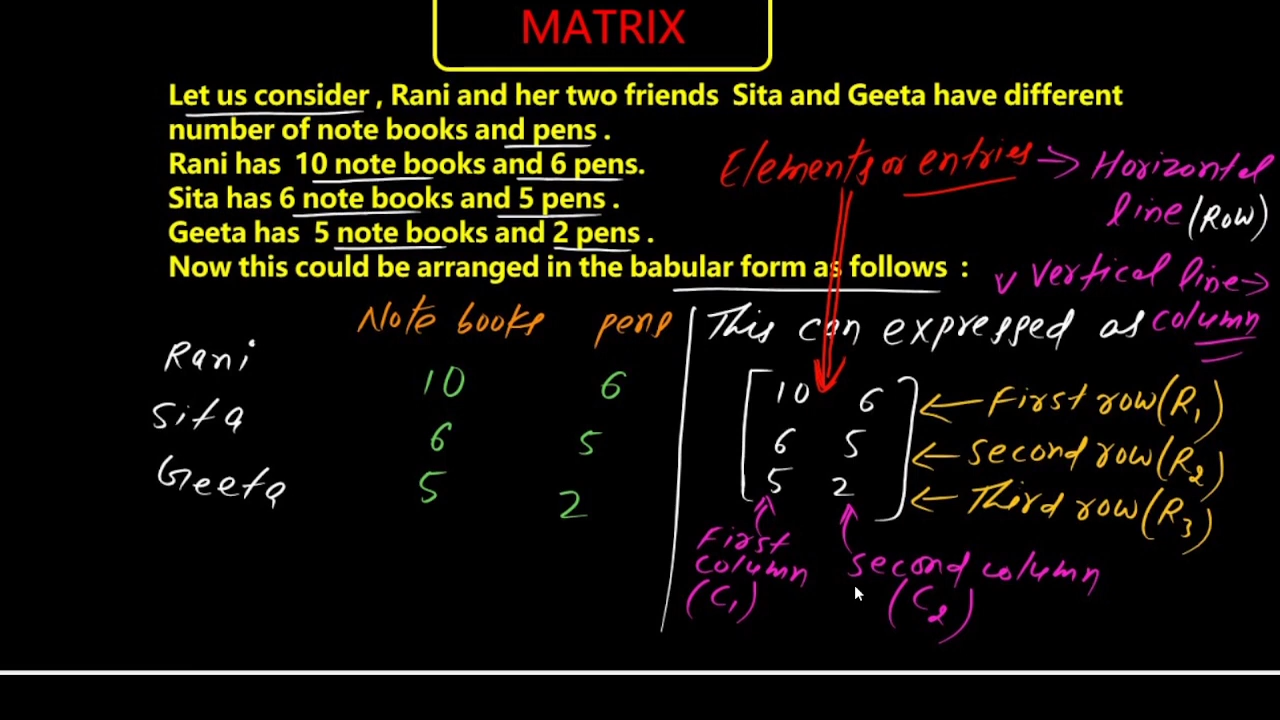 MATRIX
Let us consider , Rani and her two friends Sita and Geeta have different
number of note books and pens .
Rani has 10 note books and 6 pens.
Sita has 6 note books and 5 pens .
Geeta has 5 note books and 2 pens .
Now this could be arranged in the babular form as follows :
Elements or entries → Horizontal
line (Row)
vertical line →
column
Note books pens
Rani 10 6
Sita 6 5
Geeta 5 2
This can expressed as
10 6 ← First row (R1)
6 5 ← Second row (R2)
5 2 ← Third row (R3)
First
column
(C1)
second column
(C2)